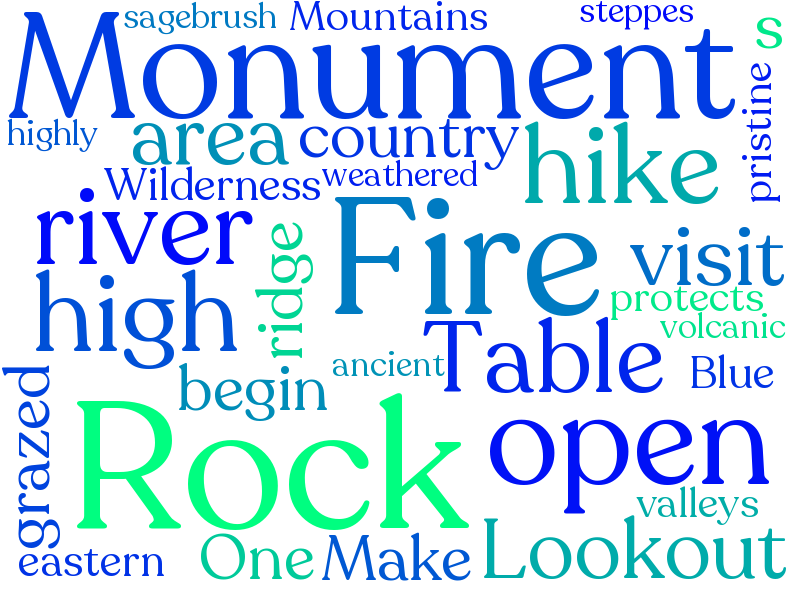 sagebrush Mountains steppes
Monument s
highly area country hike pristine
Wilderness weathered
river ridge Fire visit
high protects
volcanic
Table Blue
ancient
grazed begin
Rock open
valleys
eastern One Make Lookout